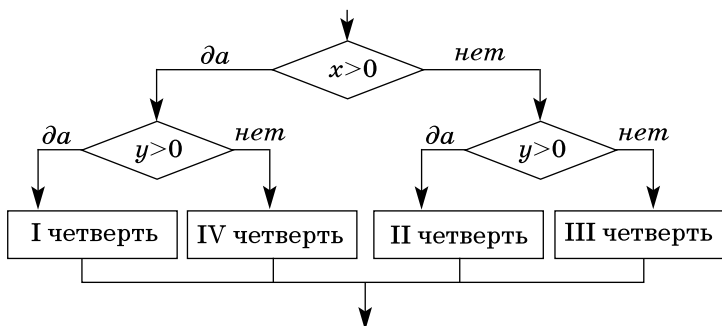 да
x>0
нет
да
y>0
нет
да
y>0
нет
I четверть
IV четверть
II четверть
III четверть